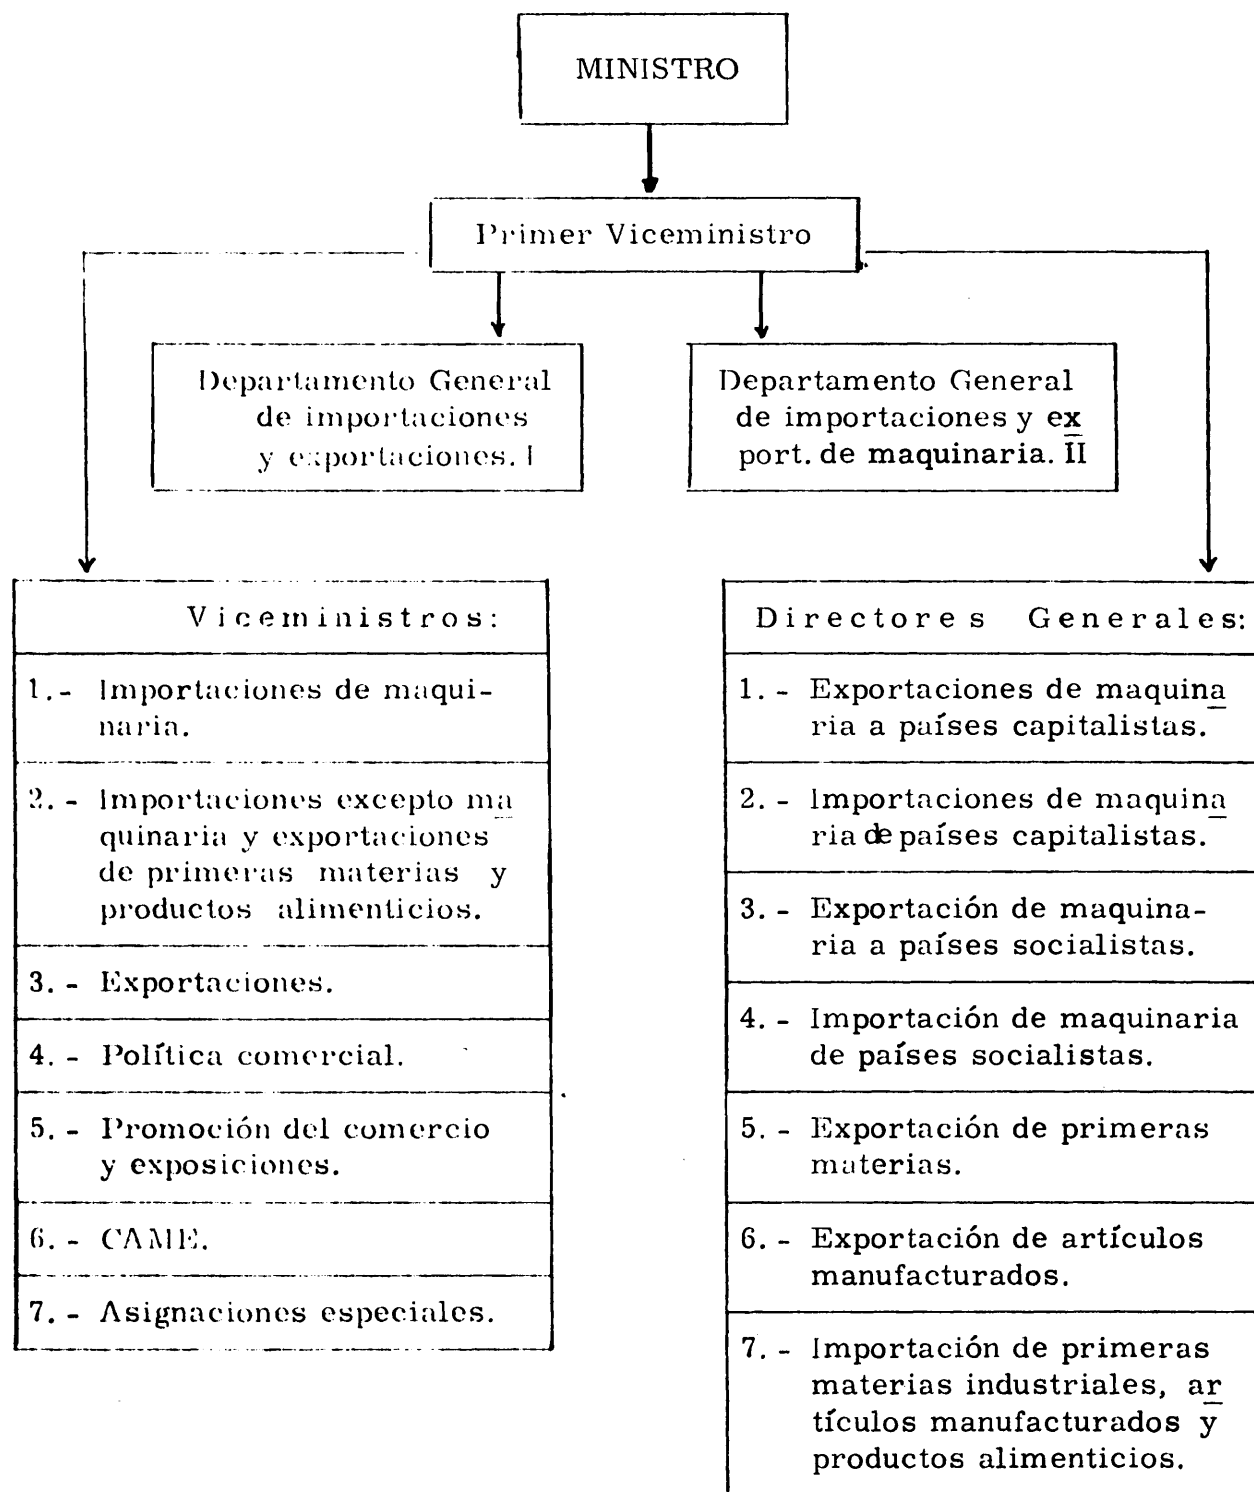 MINISTRO
Primer Viceministro
Departamento General
de importaciones
y exportaciones. I
Departamento General
de importaciones y ex
port. de maquinaria. II
Viceministros:
1.- Importaciones de maqui-
naria.
2. - Importaciones excepto ma
quinaria y exportaciones
de primeras materias y
productos alimenticios.
3. - Exportaciones.
4. - Política comercial.
5. - Promoción del comercio
y exposiciones.
6. - CAME.
7. - Asignaciones especiales.
Directores Generales:
1. - Exportaciones de maquina
ria a países capitalistas.
2. - Importaciones de maquina
ria de países capitalistas.
3. - Exportación de maquina-
ria a países socialistas.
4. - Importación de maquinaria
de países socialistas.
5. - Exportación de primeras
materias.
6. - Exportación de artículos
manufacturados.
7. - Importación de primeras
materias industriales, ar
tículos manufacturados y
productos alimenticios.